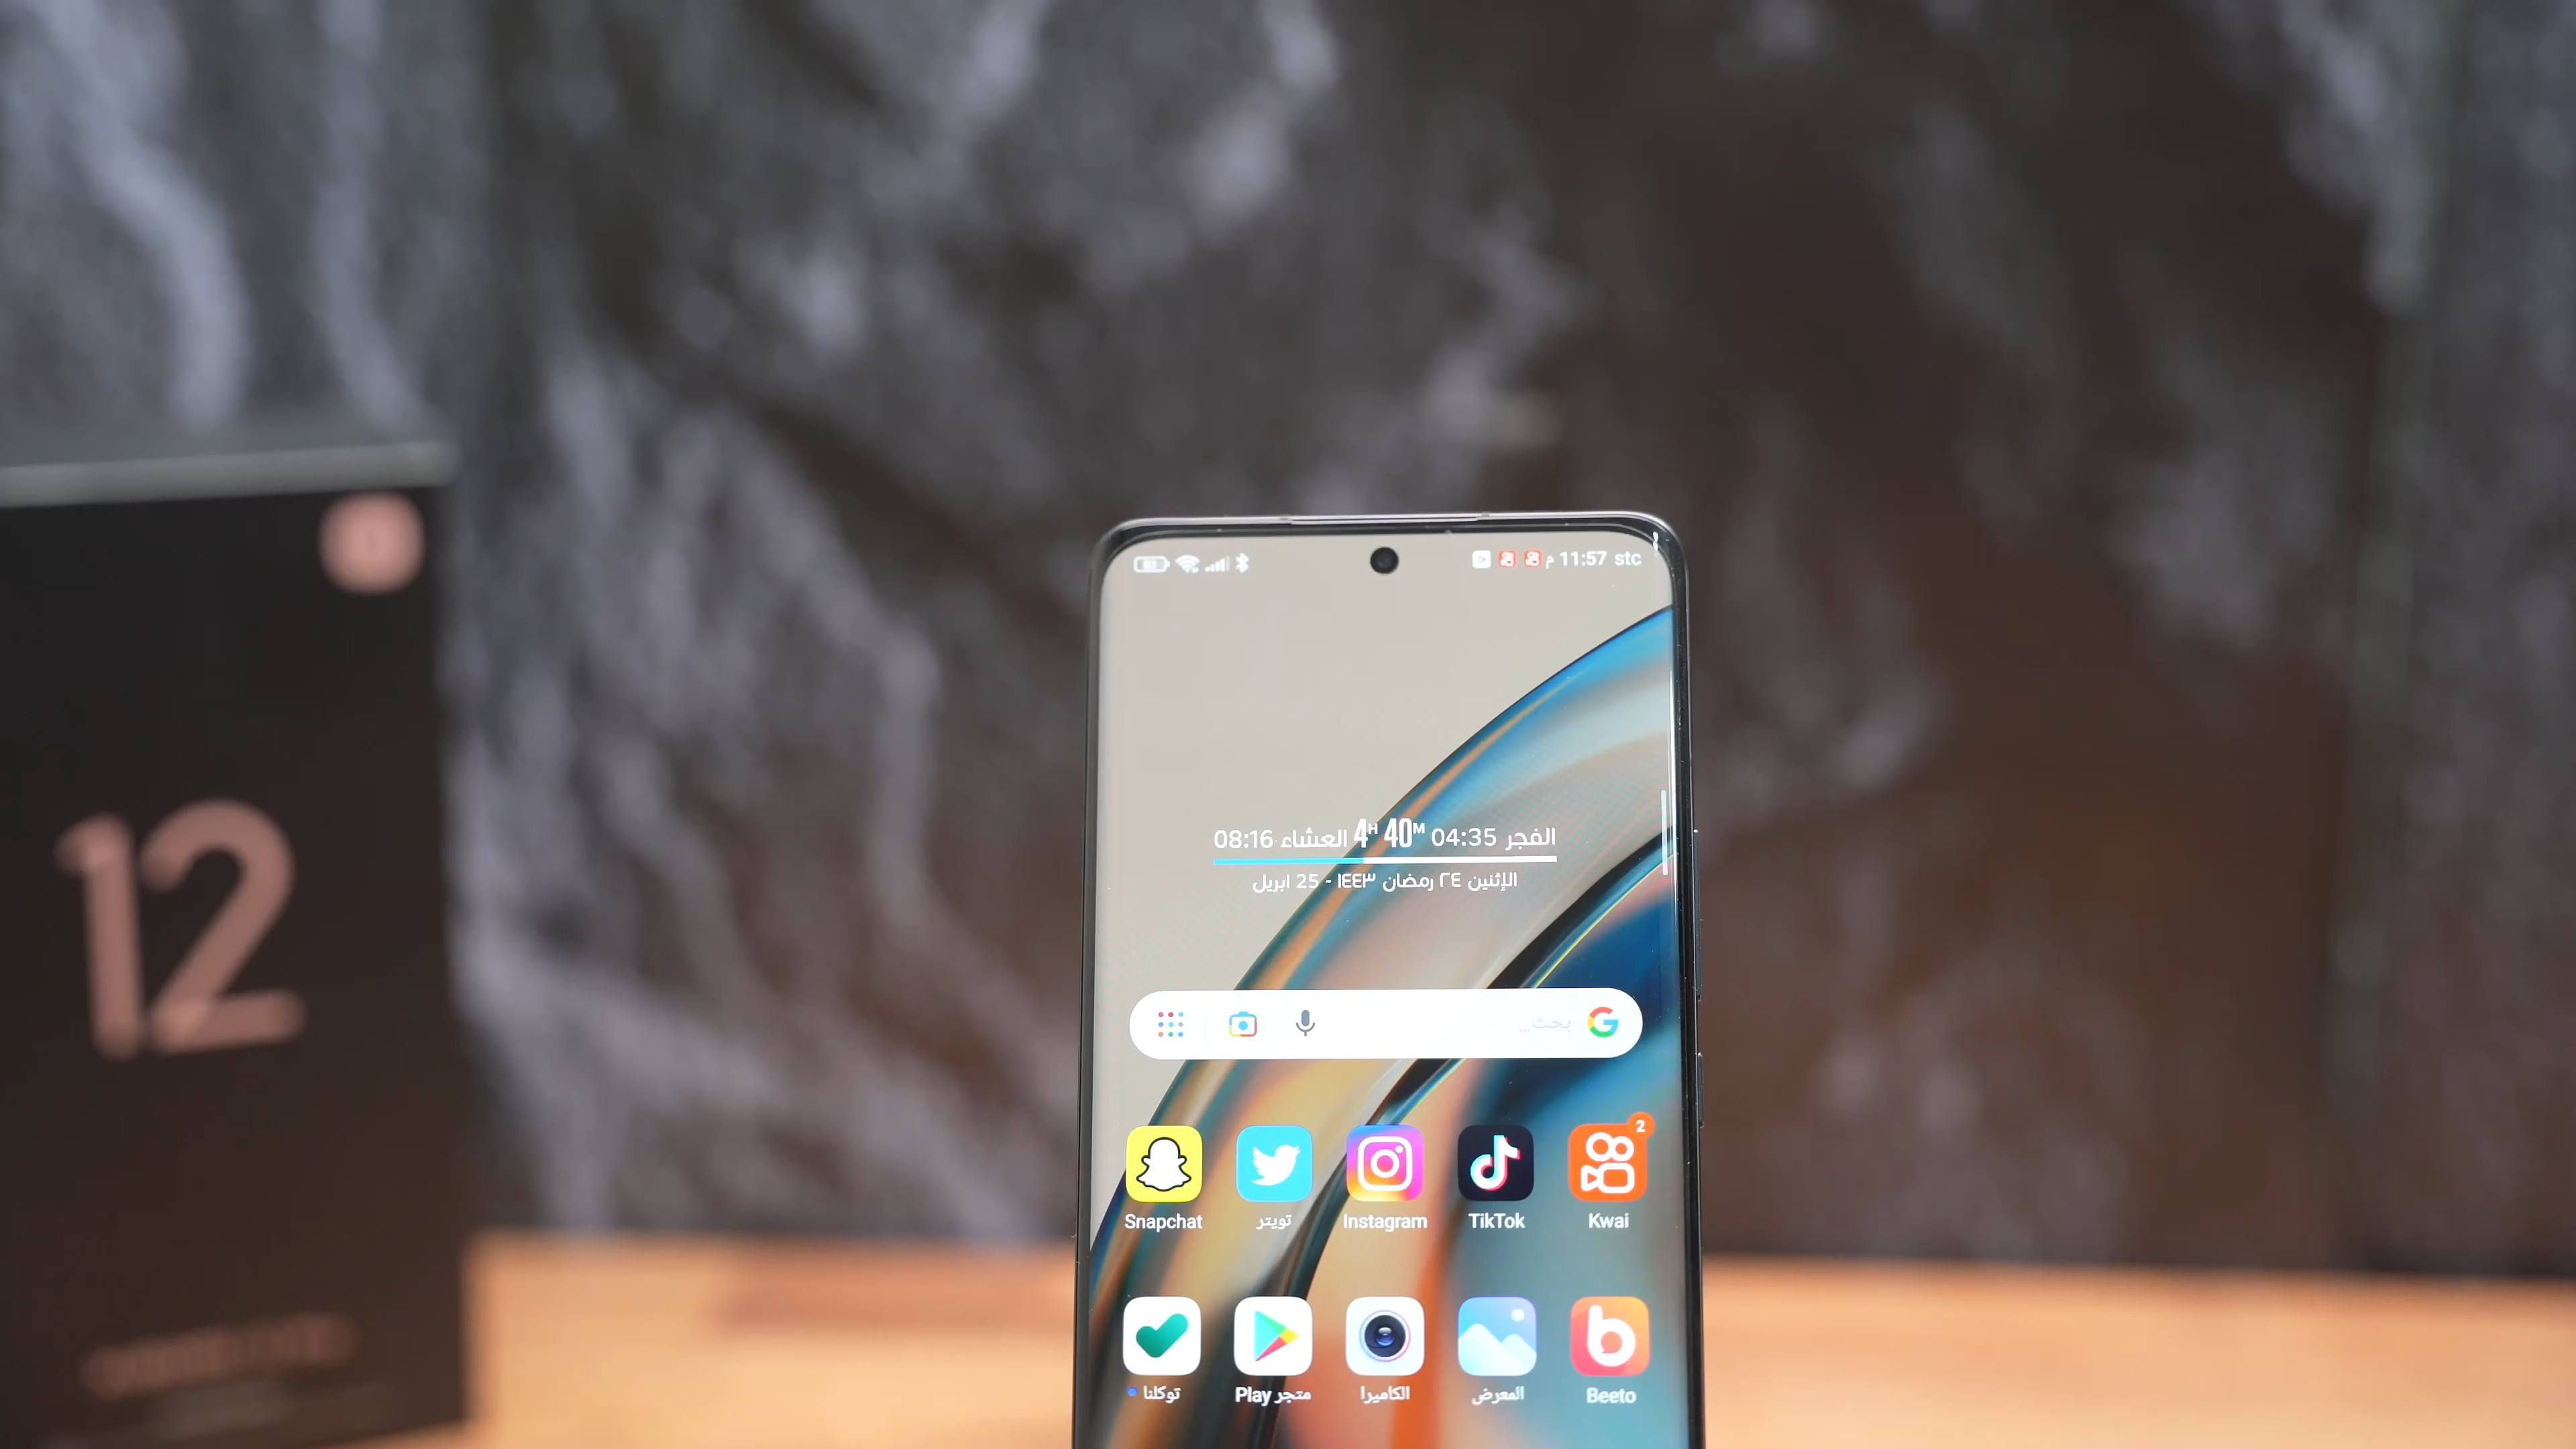 12
stc 11:57 م
الفجر 04:35 4H 40M العشاء 08:16
الإثنين ٢٤ رمضان ١٤٤٣ - 25 ابريل
بحث...
2
Snapchat تويتر Instagram TikTok Kwai
توكلنا متجر Play الكاميرا المعرض Beeto